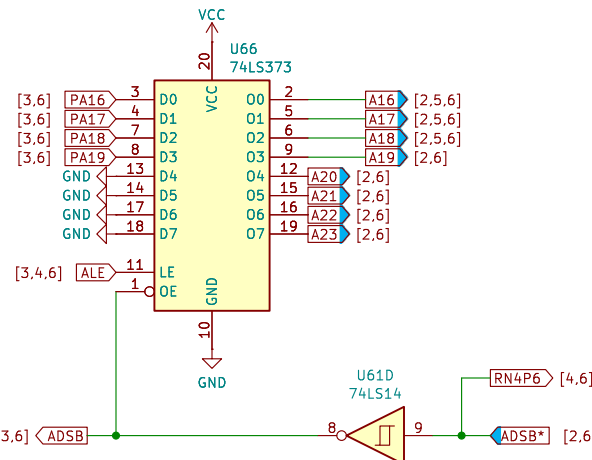 VCC
U66
74LS373
20
VCC
[3,6] PA16 3 D0 O0 2 A16 [2,5,6]
[3,6] PA17 4 D1 O1 5 A17 [2,5,6]
[3,6] PA18 7 D2 O2 6 A18 [2,5,6]
[3,6] PA19 8 D3 O3 9 A19 [2,6]
GND 13 D4 O4 12 A20 [2,6]
GND 14 D5 O5 15 A21 [2,6]
GND 17 D6 O6 16 A22 [2,6]
GND 18 D7 O7 19 A23 [2,6]
[3,4,6] ALE 11 LE
1 OE
GND
10
GND
U61D
74LS14
RN4P6 [4,6]
3,6] ADSB 8 9 ADSB* [2,6